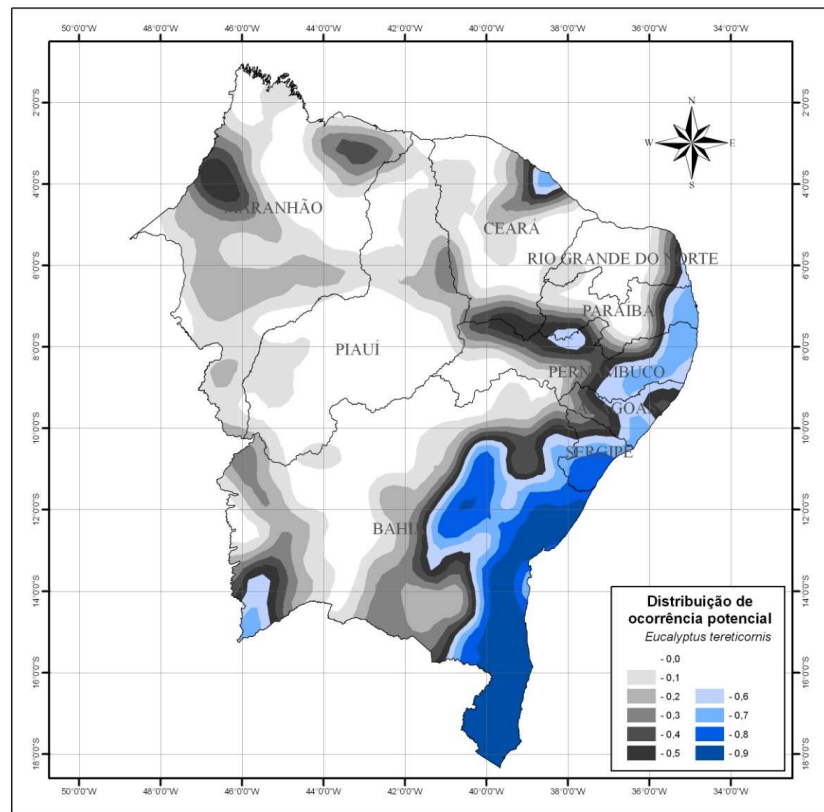 50°0'0"W 48°0'0"W 46°0'0"W 44°0'0"W 42°0'0"W 40°0'0"W 38°0'0"W 36°0'0"W
2°0'0"S 2°0'0"S
N
W E
S
4°0'0"S 4°0'0"S
MARANHÃO
CEARÁ
RIO GRANDE DO NORTE
6°0'0"S 6°0'0"S
PARAÍBA
PIAUÍ
8°0'0"S 8°0'0"S
PERNAMBUCO
ALAGOAS
10°0'0"S 10°0'0"S
SERGIPE
12°0'0"S 12°0'0"S
BAHIA
14°0'0"S 14°0'0"S
Distribuição de
ocorrência potencial
Eucalyptus tereticornis
- 0,0
- 0,1
- 0,2 - 0,6
- 0,3 - 0,7
- 0,4 - 0,8
- 0,5 - 0,9
16°0'0"S 16°0'0"S
18°0'0"S 18°0'0"S
50°0'0"W 48°0'0"W 46°0'0"W 44°0'0"W 42°0'0"W 40°0'0"W 38°0'0"W 36°0'0"W